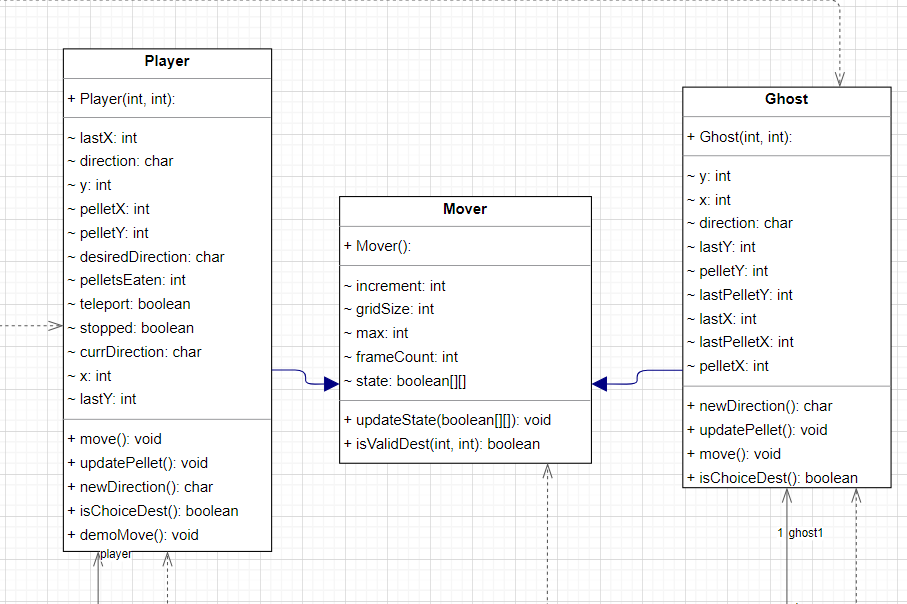 Player
+ Player(int, int):
~ lastX: int
~ direction: char
~ y: int
~ pelletX: int
~ pelletY: int
~ desiredDirection: char
~ pelletsEaten: int
~ teleport: boolean
~ stopped: boolean
~ currDirection: char
~ x: int
~ lastY: int
+ move(): void
+ updatePellet(): void
+ newDirection(): char
+ isChoiceDest(): boolean
+ demoMove(): void
player
Mover
+ Mover():
~ increment: int
~ gridSize: int
~ max: int
~ frameCount: int
~ state: boolean[][]
+ updateState(boolean[][]): void
+ isValidDest(int, int): boolean
Ghost
+ Ghost(int, int):
~ y: int
~ x: int
~ direction: char
~ lastY: int
~ pelletY: int
~ lastPelletY: int
~ lastX: int
~ lastPelletX: int
~ pelletX: int
+ newDirection(): char
+ updatePellet(): void
+ move(): void
+ isChoiceDest(): boolean
1 ghost1